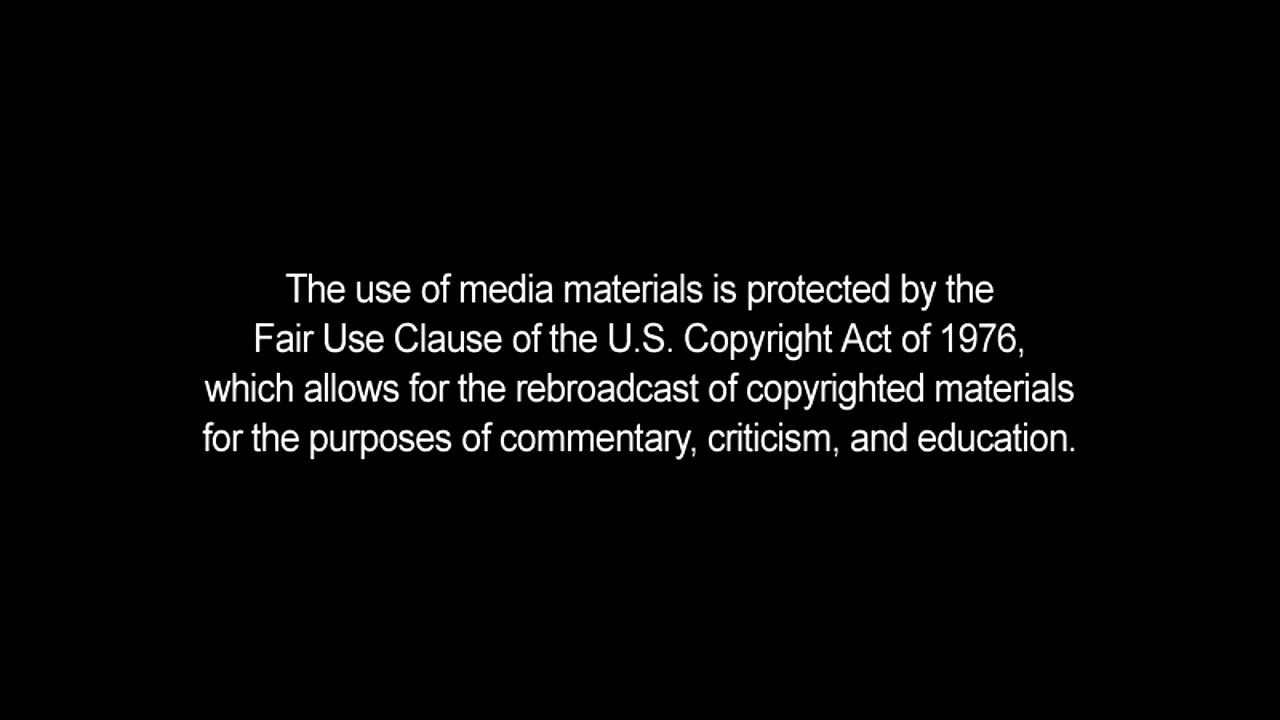 The use of media materials is protected by the
Fair Use Clause of the U.S. Copyright Act of 1976,
which allows for the rebroadcast of copyrighted materials
for the purposes of commentary, criticism, and education.